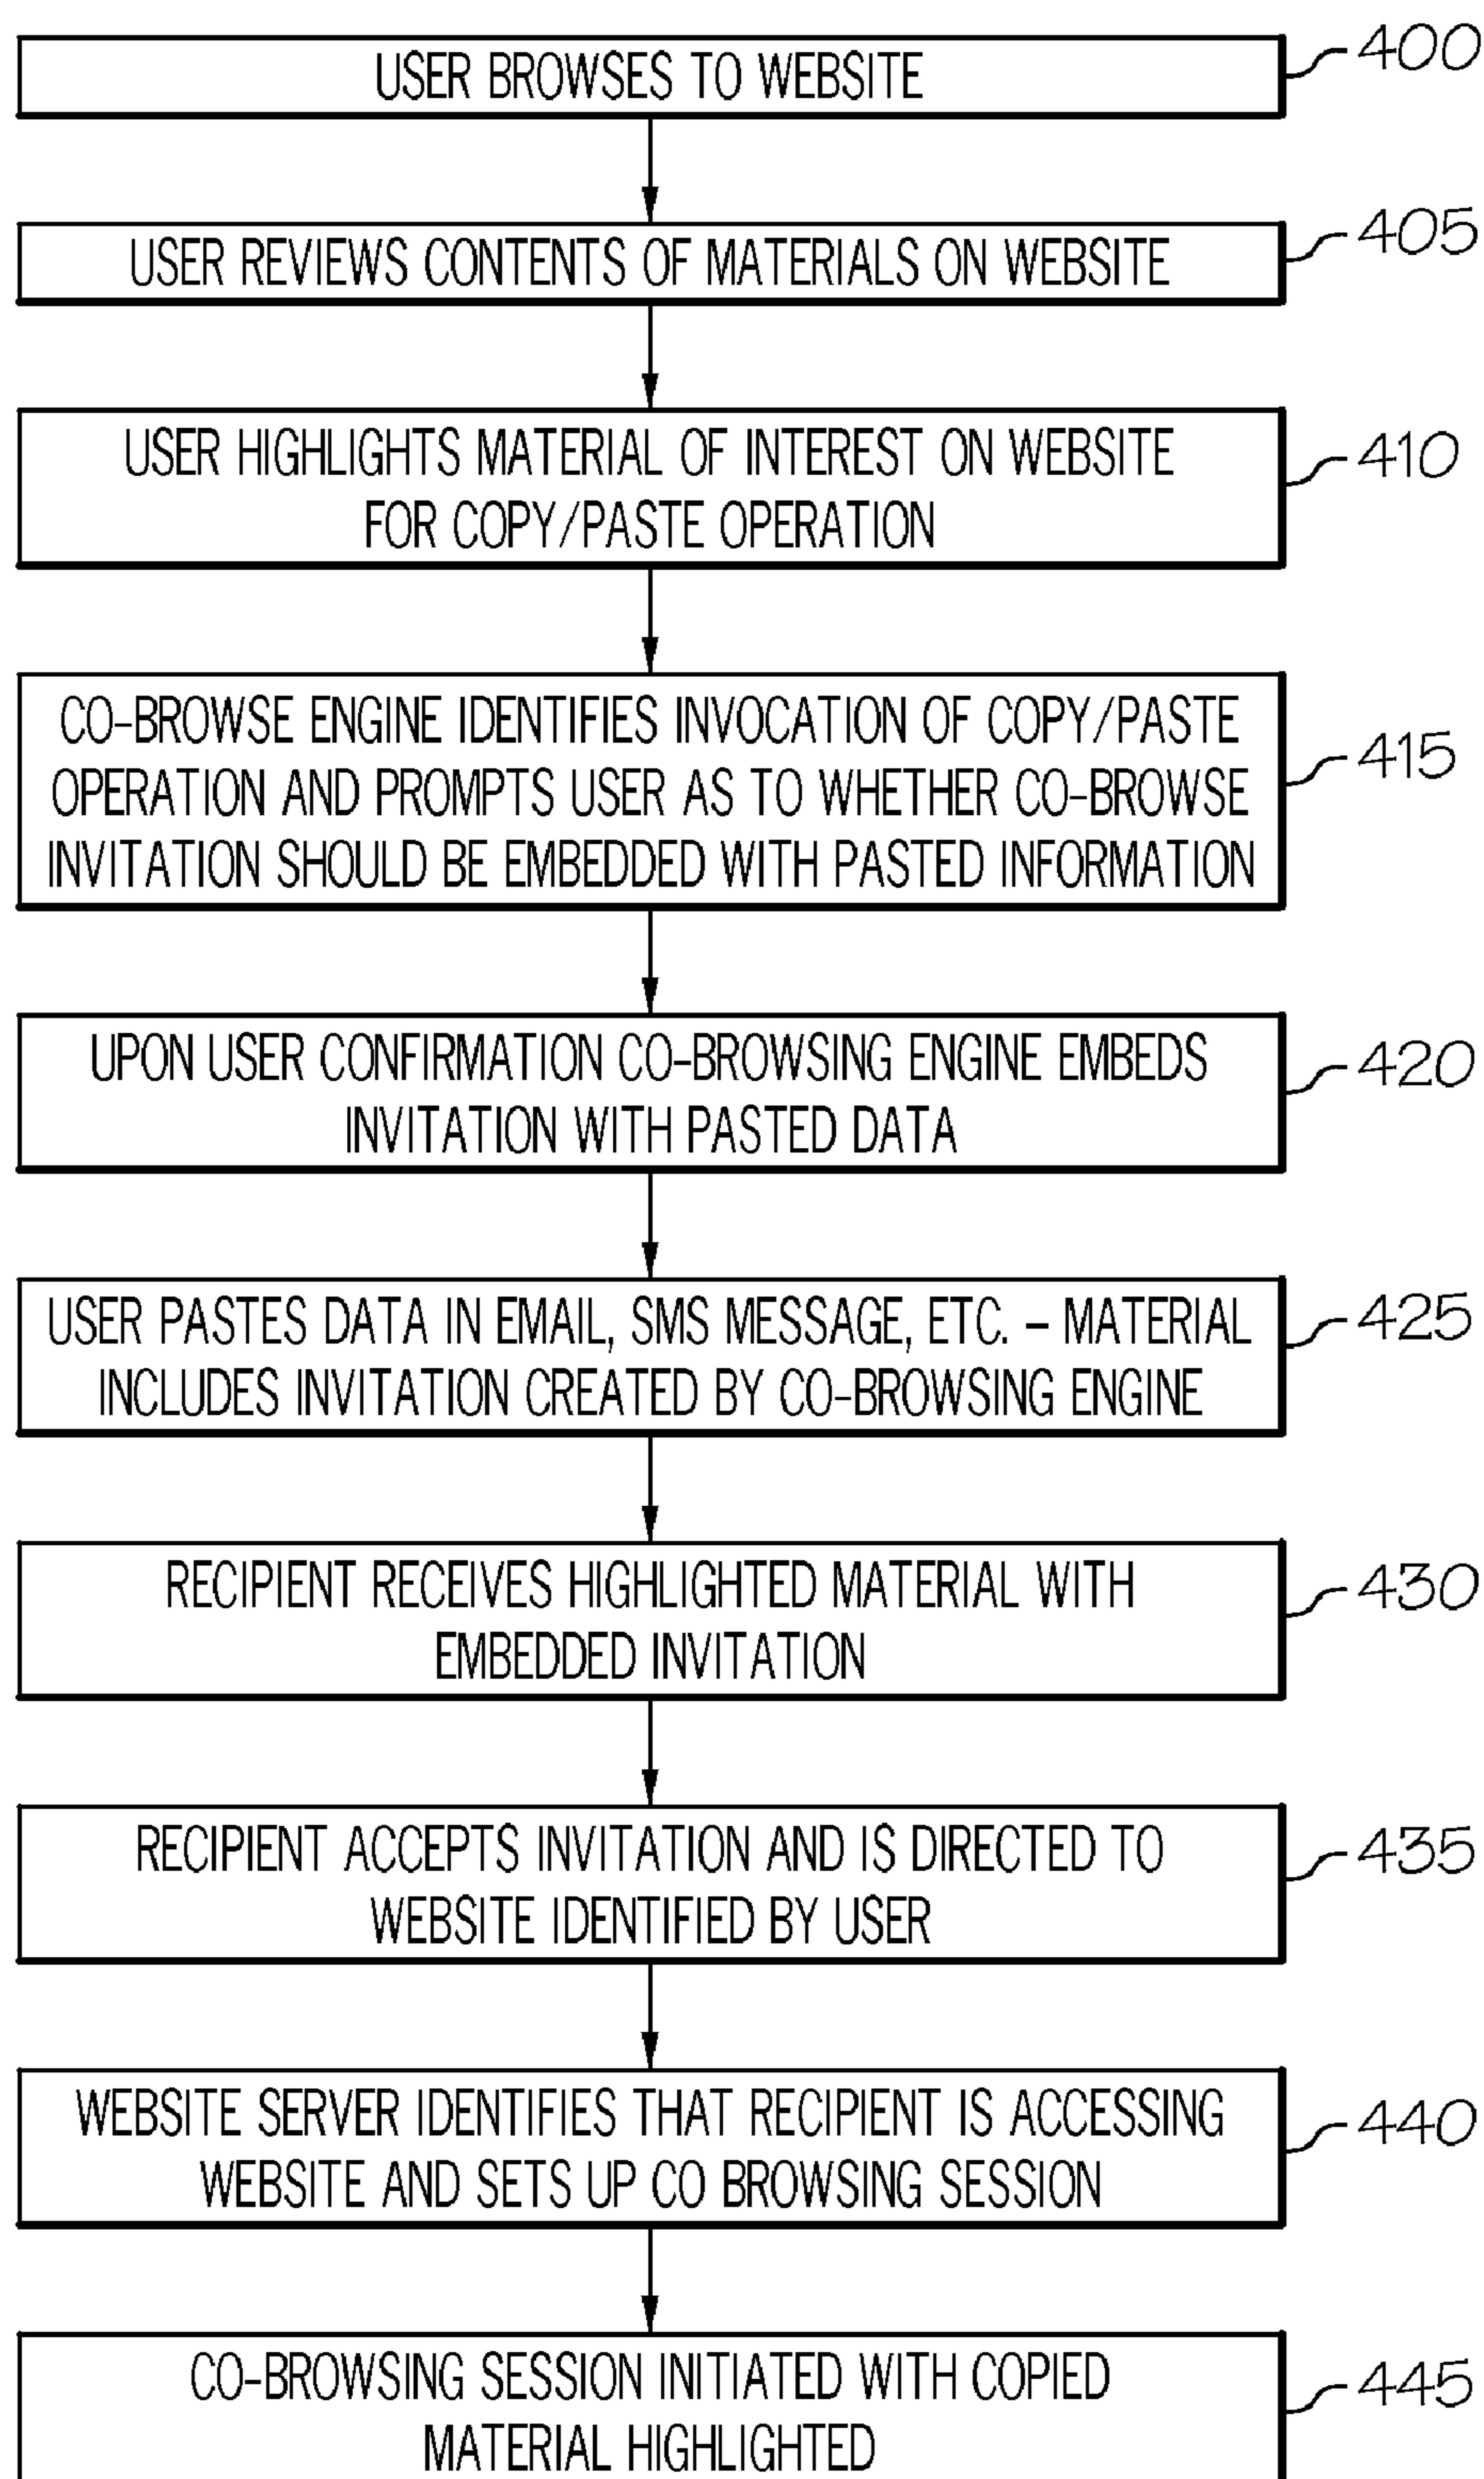 USER BROWSES TO WEBSITE
400
USER REVIEWS CONTENTS OF MATERIALS ON WEBSITE
405
USER HIGHLIGHTS MATERIAL OF INTEREST ON WEBSITE
FOR COPY/PASTE OPERATION
410
CO-BROWSE ENGINE IDENTIFIES INVOCATION OF COPY/PASTE
OPERATION AND PROMPTS USER AS TO WHETHER CO-BROWSE
INVITATION SHOULD BE EMBEDDED WITH PASTED INFORMATION
415
UPON USER CONFIRMATION CO-BROWSING ENGINE EMBEDS
INVITATION WITH PASTED DATA
420
USER PASTES DATA IN EMAIL, SMS MESSAGE, ETC. – MATERIAL
INCLUDES INVITATION CREATED BY CO-BROWSING ENGINE
425
RECIPIENT RECEIVES HIGHLIGHTED MATERIAL WITH
EMBEDDED INVITATION
430
RECIPIENT ACCEPTS INVITATION AND IS DIRECTED TO
WEBSITE IDENTIFIED BY USER
435
WEBSITE SERVER IDENTIFIES THAT RECIPIENT IS ACCESSING
WEBSITE AND SETS UP CO BROWSING SESSION
440
CO-BROWSING SESSION INITIATED WITH COPIED
MATERIAL HIGHLIGHTED
445